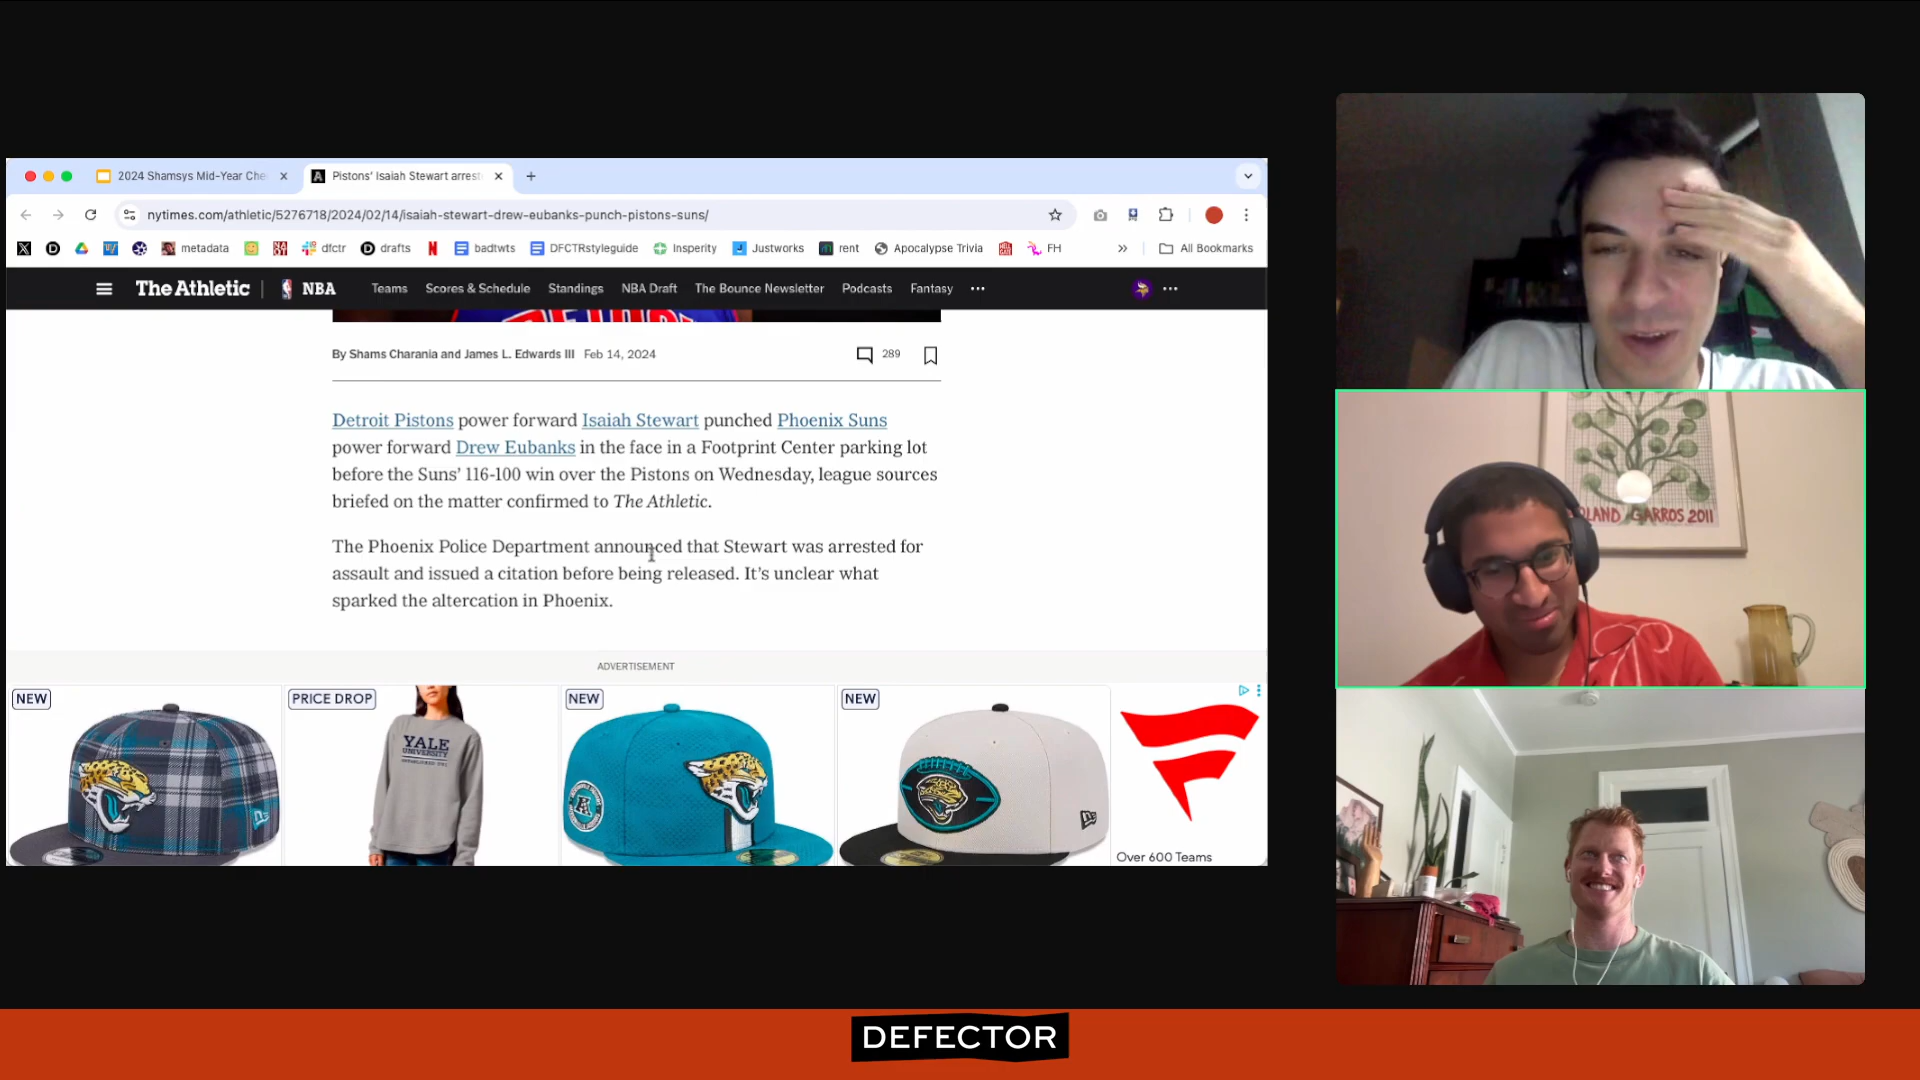 2024 Shamsys Mid-Year Che
Pistons' Isaiah Stewart arrest
nytimes.com/athletic/5276718/2024/02/14/isaiah-stewart-drew-eubanks-punch-pistons-suns/
metadata
dfctr
drafts
badtwts
DFCTRstyleguide
Insperity
Justworks
rent
Apocalypse Trivia
FH
All Bookmarks
The Athletic
NBA
Teams
Scores & Schedule
Standings
NBA Draft
The Bounce Newsletter
Podcasts
Fantasy
By Shams Charania and James L. Edwards III Feb 14, 2024
289
Detroit Pistons power forward Isaiah Stewart punched Phoenix Suns
power forward Drew Eubanks in the face in a Footprint Center parking lot
before the Suns' 116-100 win over the Pistons on Wednesday, league sources
briefed on the matter confirmed to The Athletic.
The Phoenix Police Department announced that Stewart was arrested for
assault and issued a citation before being released. It's unclear what
sparked the altercation in Phoenix.
ADVERTISEMENT
NEW
PRICE DROP
NEW
NEW
YALE
UNIVERSITY
Over 600 Teams
LAND GARROS 2011
DEFECTOR